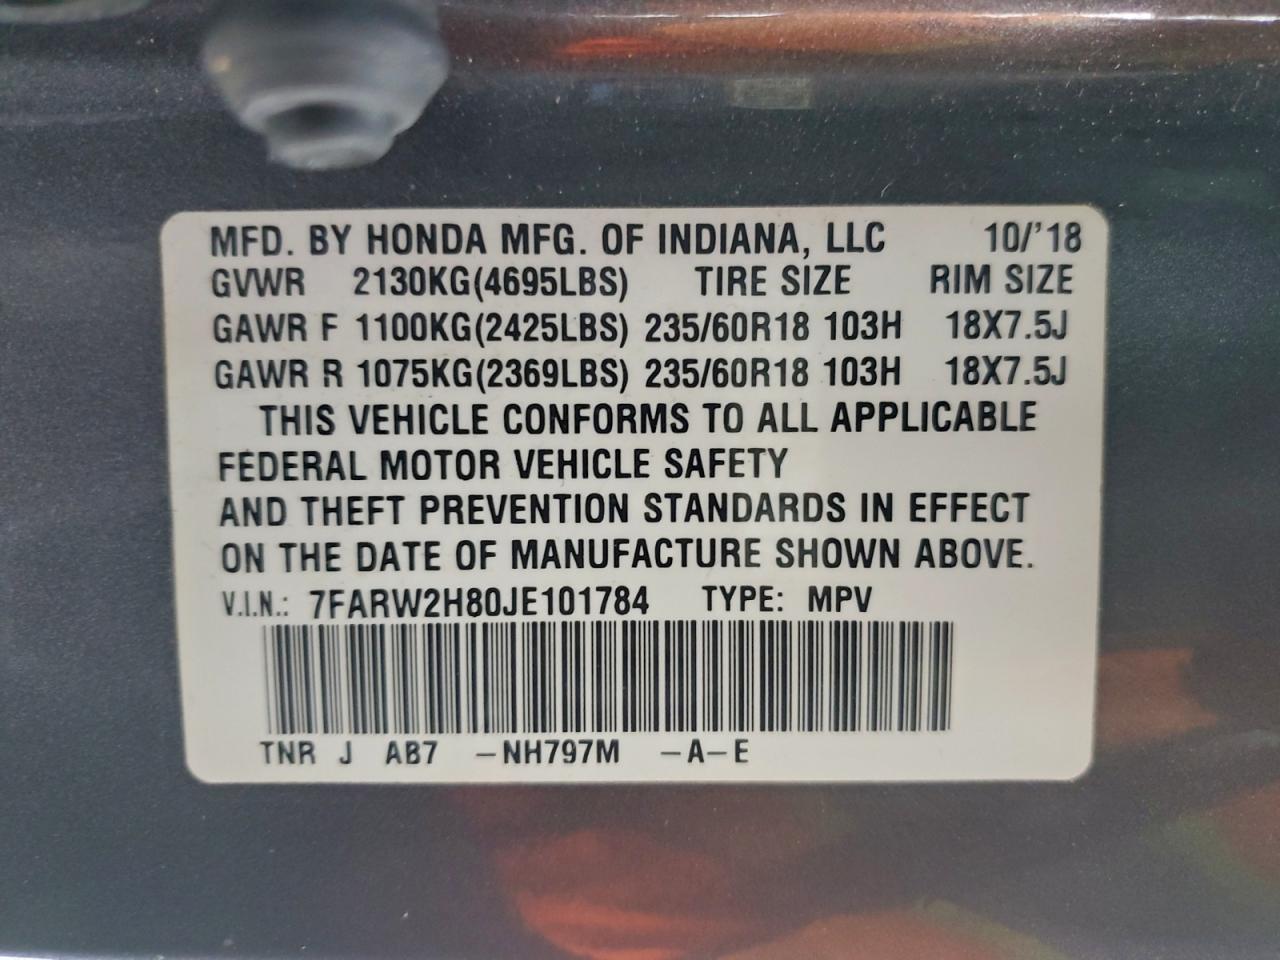 MFD. BY HONDA MFG. OF INDIANA, LLC 10/'18
GVWR 2130KG(4695LBS) TIRE SIZE RIM SIZE
GAWR F 1100KG(2425LBS) 235/60R18 103H 18X7.5J
GAWR R 1075KG(2369LBS) 235/60R18 103H 18X7.5J
THIS VEHICLE CONFORMS TO ALL APPLICABLE
FEDERAL MOTOR VEHICLE SAFETY
AND THEFT PREVENTION STANDARDS IN EFFECT
ON THE DATE OF MANUFACTURE SHOWN ABOVE.
V.I.N.: 7FARW2H80JE101784 TYPE: MPV
TNR J AB7 –NH797M –A–E